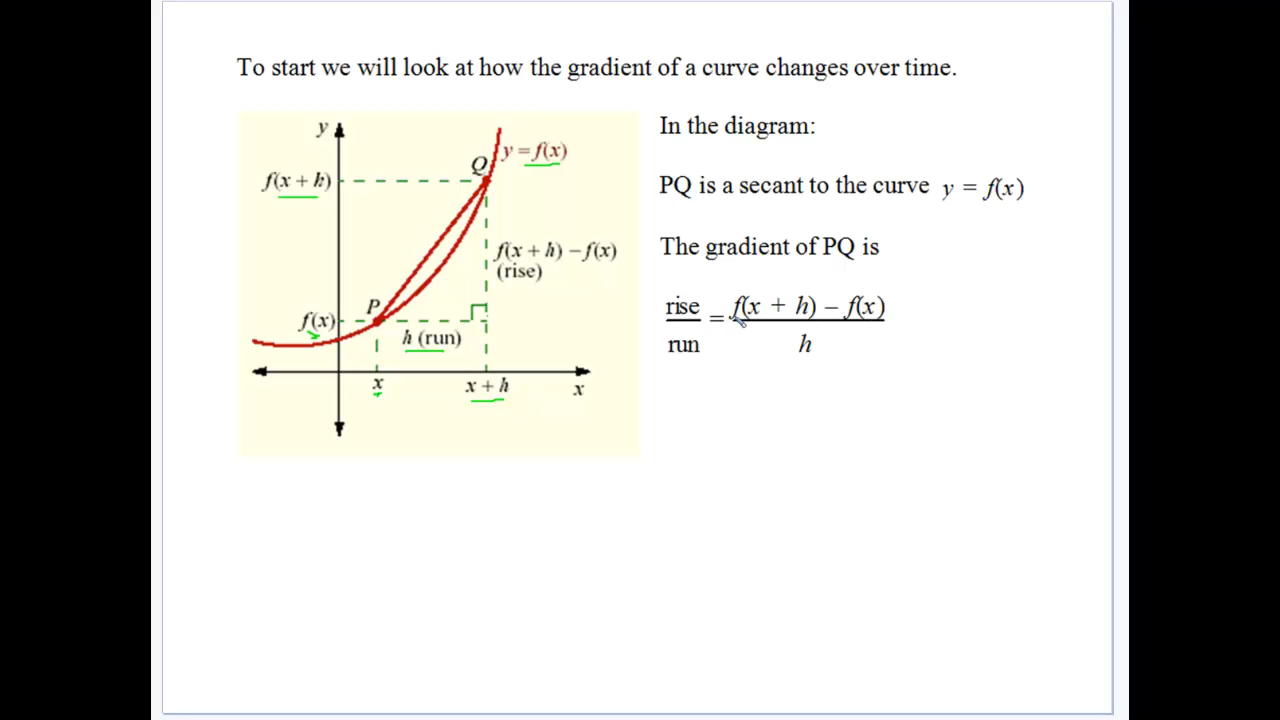 To start we will look at how the gradient of a curve changes over time.
y
Q
y = f(x)
f(x + h)
f(x + h) – f(x)
(rise)
P
f(x)
h (run)
x
x + h
x
In the diagram:
PQ is a secant to the curve y = f(x)
The gradient of PQ is
rise = f(x + h) – f(x)
run h